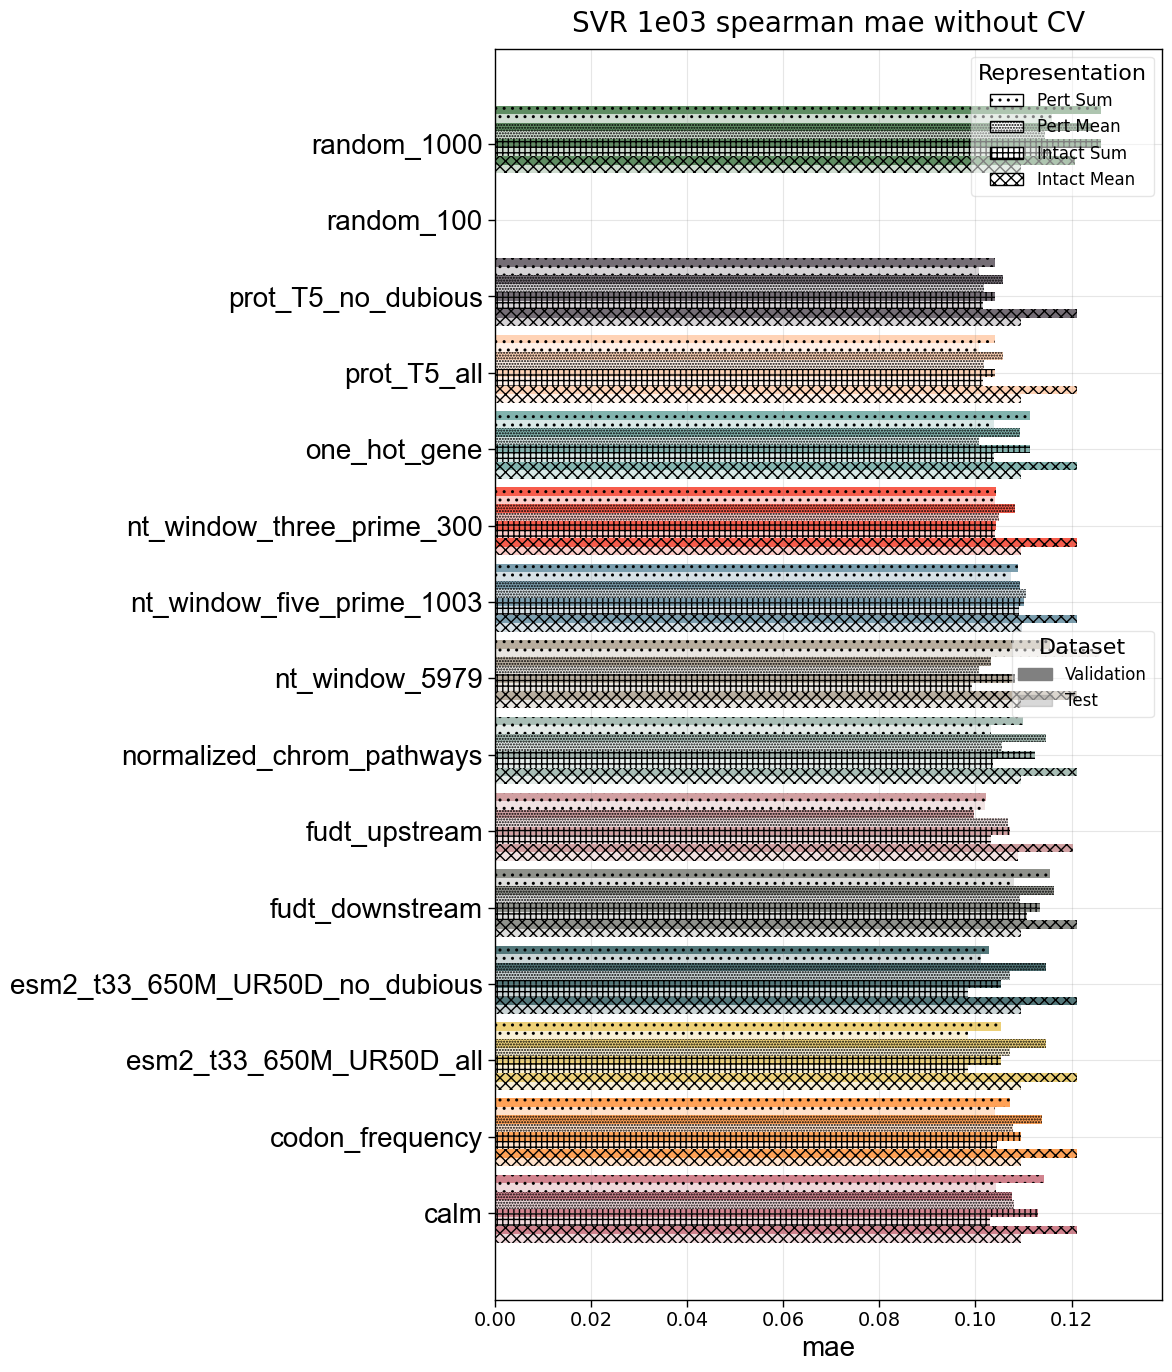 SVR 1e03 spearman mae without CV
Representation
Pert Sum
Pert Mean
Intact Sum
Intact Mean
random_1000
random_100
prot_T5_no_dubious
prot_T5_all
one_hot_gene
nt_window_three_prime_300
nt_window_five_prime_1003
Dataset
Validation
Test
nt_window_5979
normalized_chrom_pathways
fudt_upstream
fudt_downstream
esm2_t33_650M_UR50D_no_dubious
esm2_t33_650M_UR50D_all
codon_frequency
calm
0.00 0.02 0.04 0.06 0.08 0.10 0.12
mae